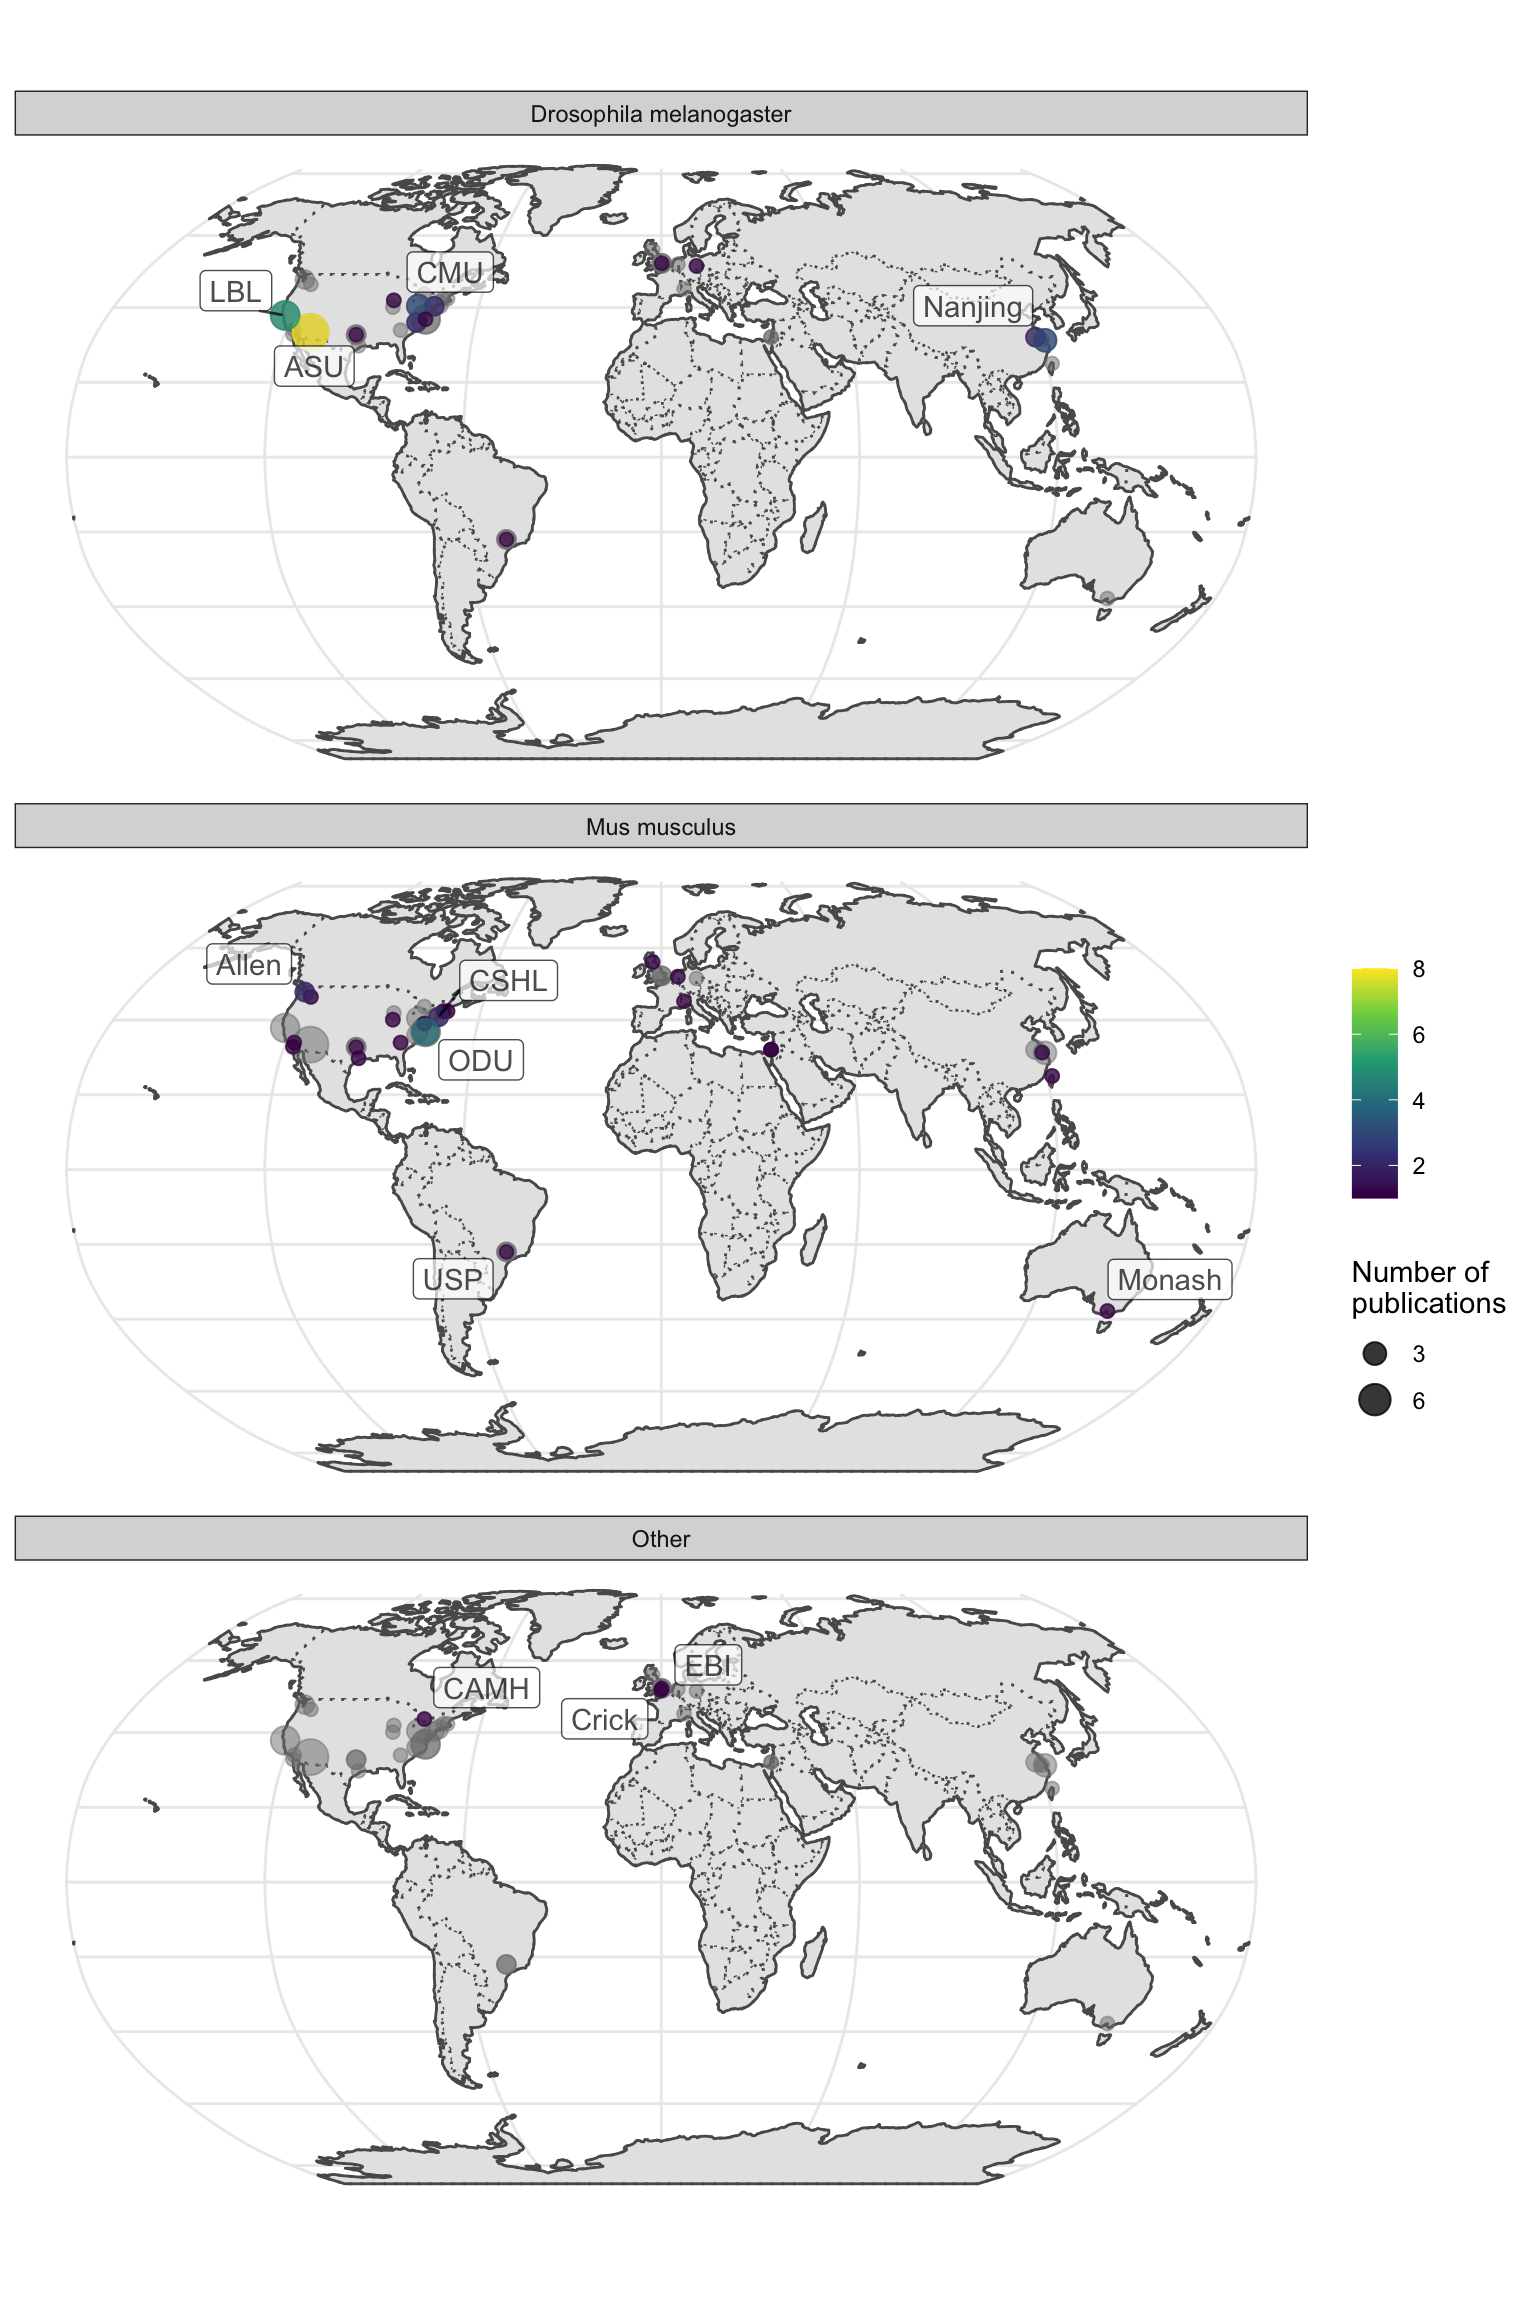 Drosophila melanogaster
CMU
LBL
Nanjing
ASU
Mus musculus
Allen
CSHL
ODU
USP
Monash
8
6
4
2
Number of
publications
3
6
Other
EBI
CAMH
Crick